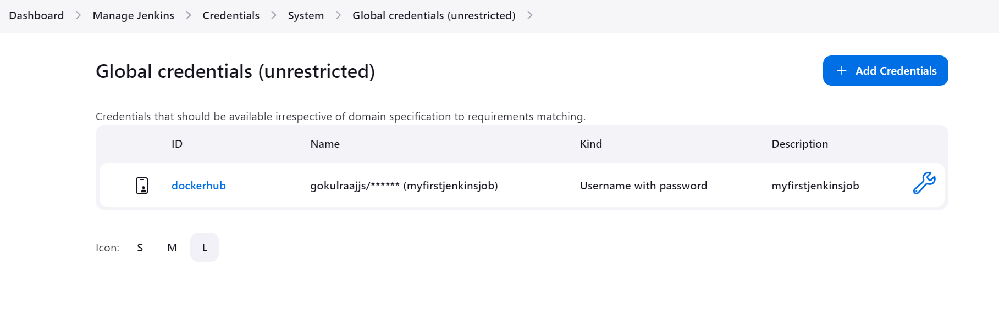 Dashboard Manage Jenkins Credentials System Global credentials (unrestricted)
Global credentials (unrestricted)
+ Add Credentials
Credentials that should be available irrespective of domain specification to requirements matching.
ID Name Kind Description
dockerhub gokulraajjs/****** (myfirstjenkinsjob) Username with password myfirstjenkinsjob
Icon: S M L